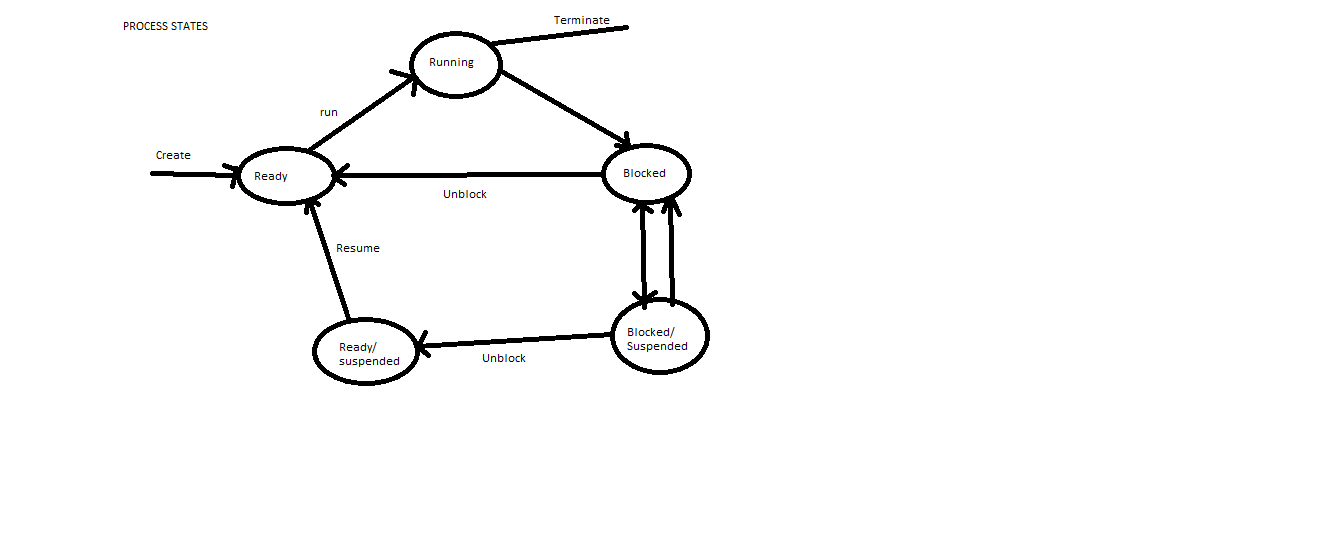 PROCESS STATES
Terminate
Running
run
Create
Ready
Blocked
Unblock
Resume
Ready/
suspended
Unblock
Blocked/
Suspended